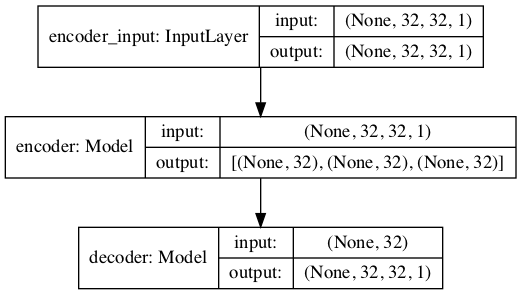 encoder_input: InputLayer
input: (None, 32, 32, 1)
output: (None, 32, 32, 1)
encoder: Model
input: (None, 32, 32, 1)
output: [(None, 32), (None, 32), (None, 32)]
decoder: Model
input: (None, 32)
output: (None, 32, 32, 1)